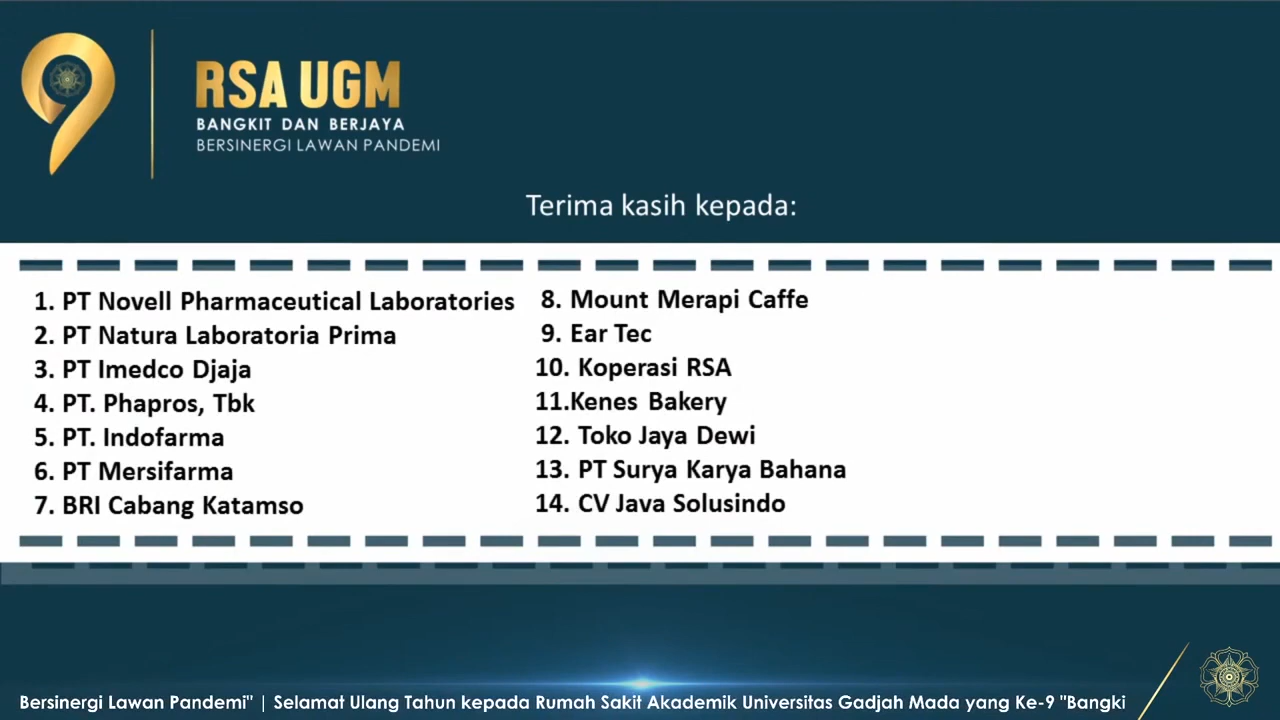 RSA UGM
BANGKIT DAN BERJAYA
BERSINERGI LAWAN PANDEMI
Terima kasih kepada:
1. PT Novell Pharmaceutical Laboratories
2. PT Natura Laboratoria Prima
3. PT Imedco Djaja
4. PT. Phapros, Tbk
5. PT. Indofarma
6. PT Mersifarma
7. BRI Cabang Katamso
8. Mount Merapi Caffe
9. Ear Tec
10. Koperasi RSA
11.Kenes Bakery
12. Toko Jaya Dewi
13. PT Surya Karya Bahana
14. CV Java Solusindo
Bersinergi Lawan Pandemi" | Selamat Ulang Tahun kepada Rumah Sakit Akademik Universitas Gadjah Mada yang Ke-9 "Bangki